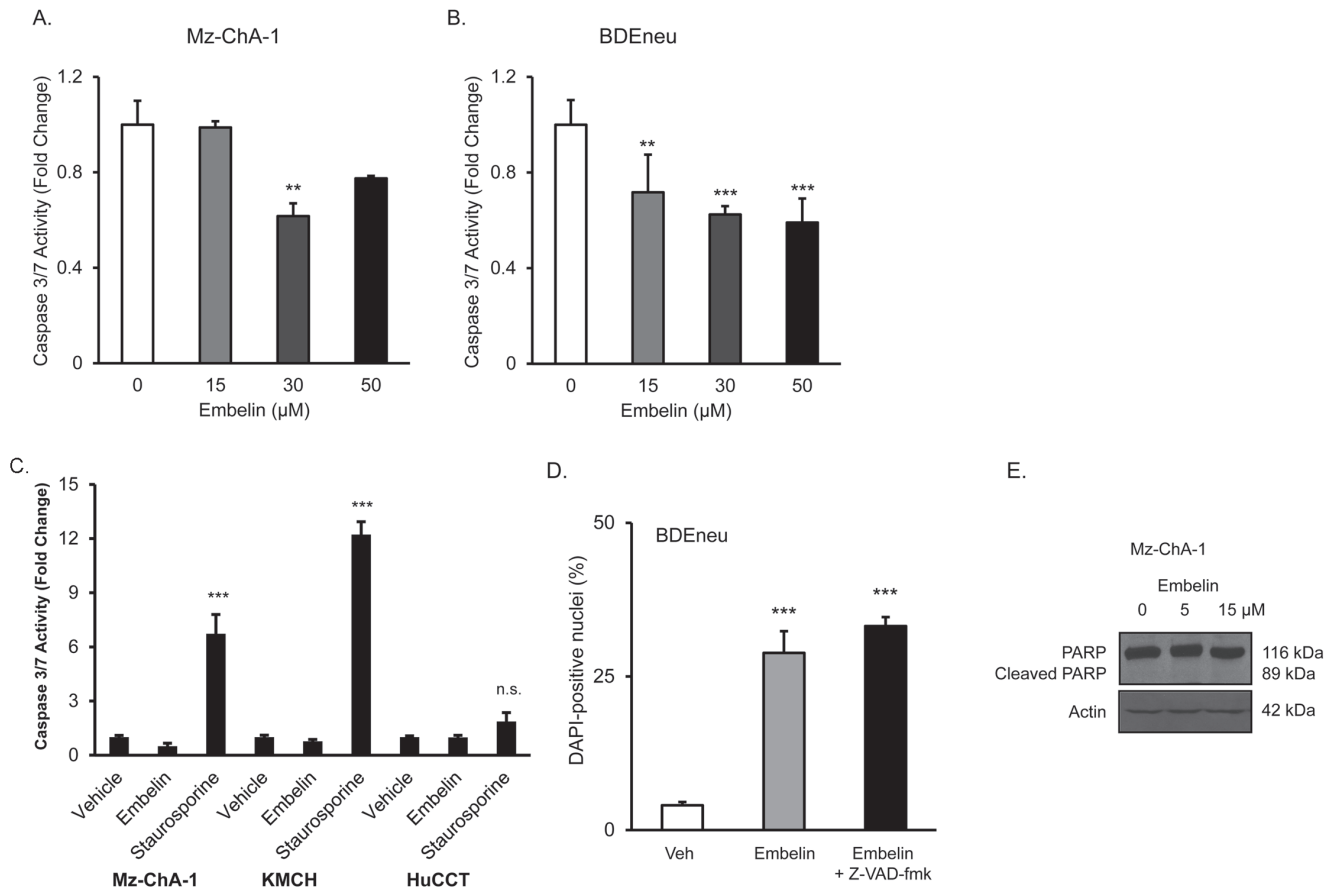 A.
Mz-ChA-1
Caspase 3/7 Activity (Fold Change)
1.2
0.8
0.4
0
**
0 15 30 50
Embelin (µM)
B.
BDEneu
Caspase 3/7 Activity (Fold Change)
1.2
0.8
0.4
0
** *** ***
0 15 30 50
Embelin (µM)
C.
Caspase 3/7 Activity (Fold Change)
15
12
9
6
3
0
***
***
n.s.
Vehicle Embelin Staurosporine Vehicle Embelin Staurosporine Vehicle Embelin Staurosporine
Mz-ChA-1 KMCH HuCCT
D.
BDEneu
DAPI-positive nuclei (%)
50
25
0
*** ***
Veh Embelin Embelin
+ Z-VAD-fmk
E.
Mz-ChA-1
Embelin
0 5 15 µM
PARP 116 kDa
Cleaved PARP 89 kDa
Actin 42 kDa